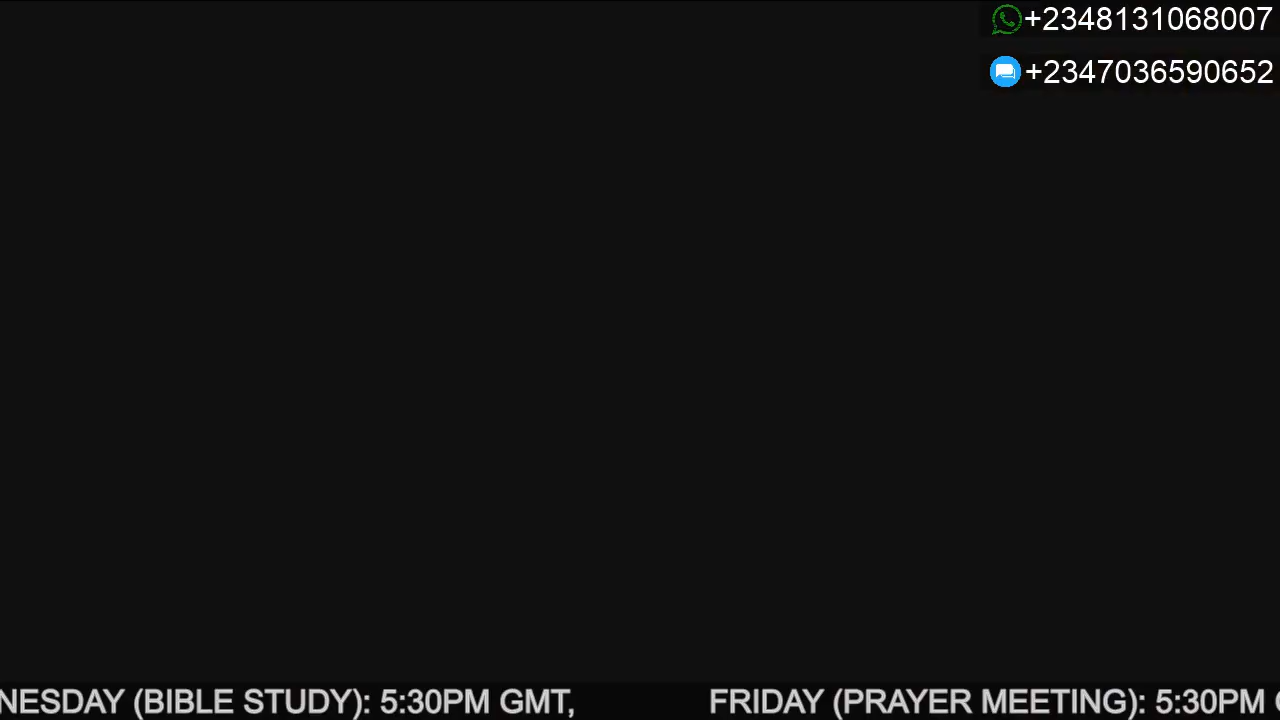 +2348131068007
+2347036590652
NESDAY (BIBLE STUDY): 5:30PM GMT, FRIDAY (PRAYER MEETING): 5:30PM